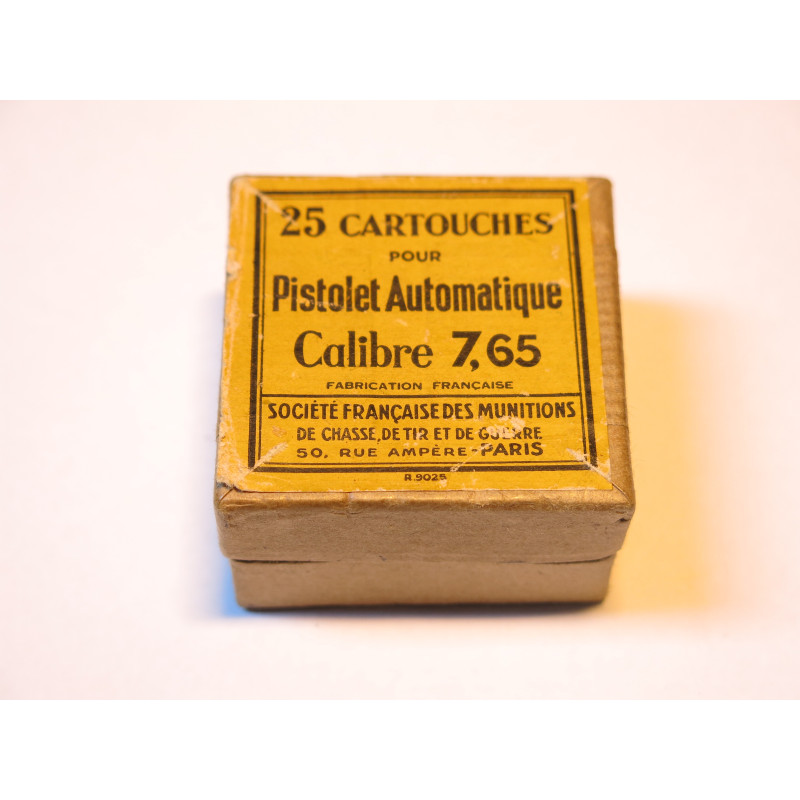 25 CARTOUCHES
POUR
Pistolet Automatique
Calibre 7,65
FABRICATION FRANÇAISE
SOCIÉTÉ FRANÇAISE DES MUNITIONS
DE CHASSE, DE TIR ET DE GUERRE
50, RUE AMPÈRE-PARIS
R.9025